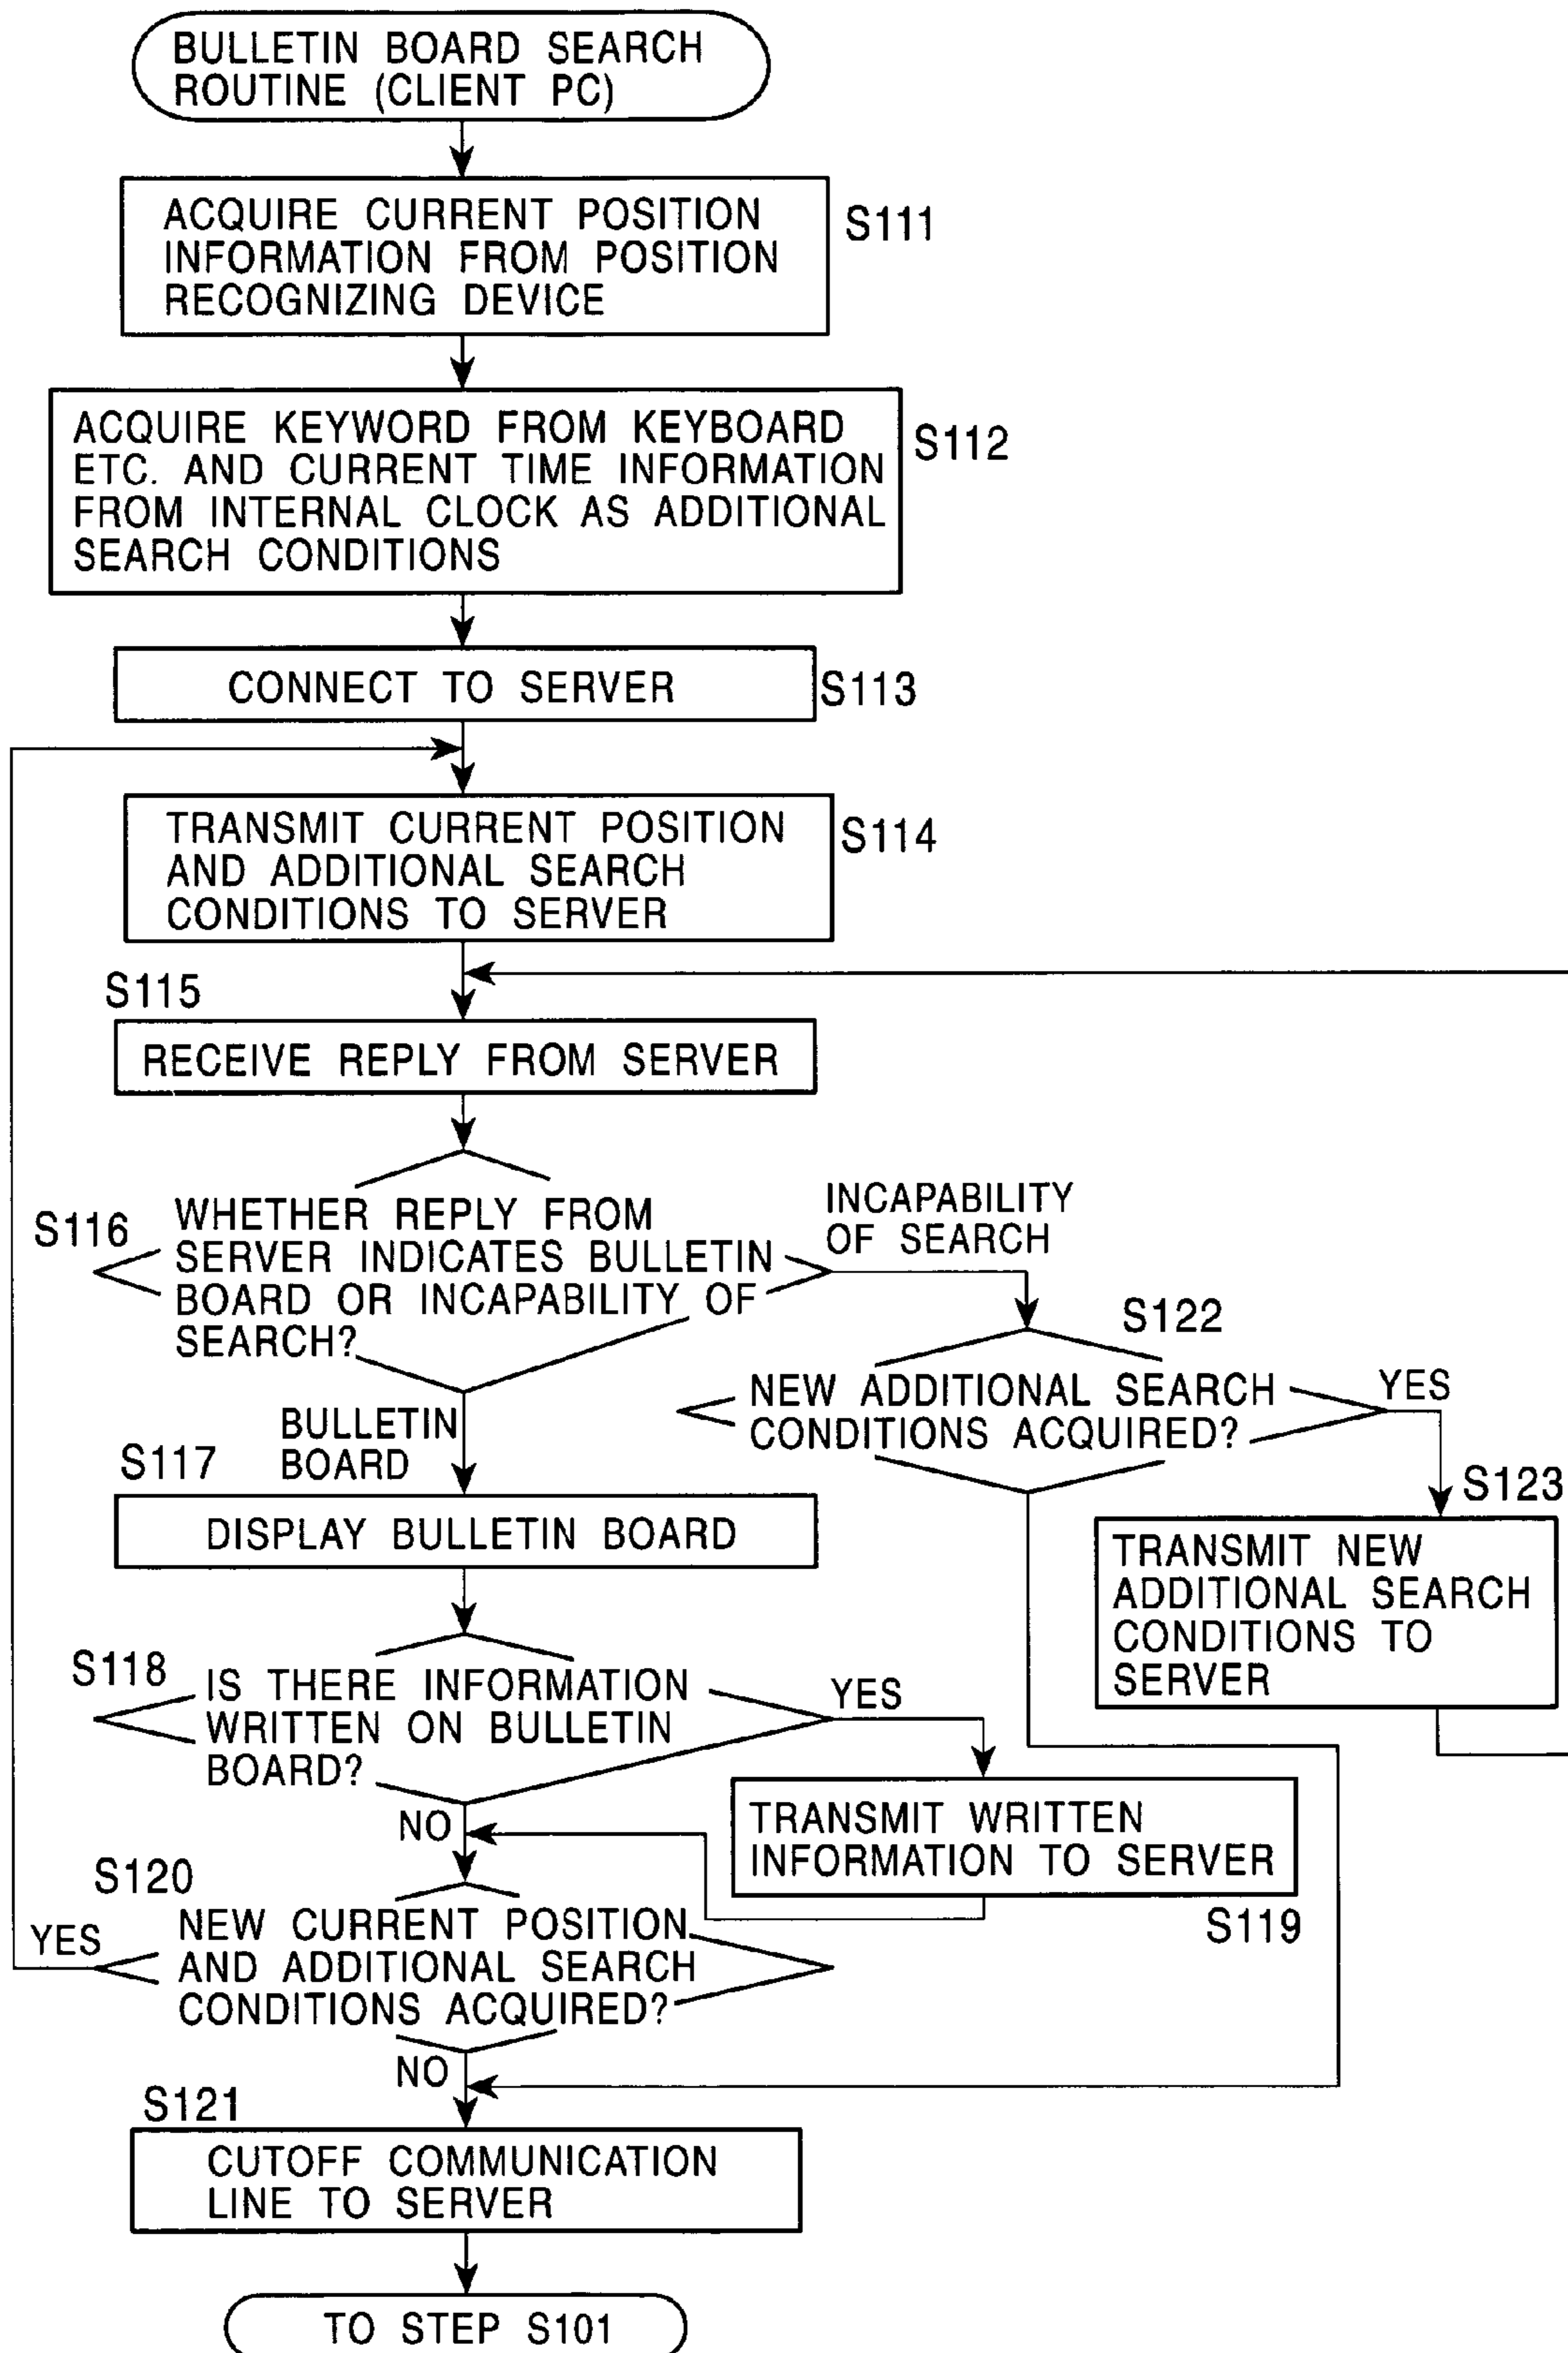 BULLETIN BOARD SEARCH
ROUTINE (CLIENT PC)
ACQUIRE CURRENT POSITION
INFORMATION FROM POSITION
RECOGNIZING DEVICE
S111
ACQUIRE KEYWORD FROM KEYBOARD
ETC. AND CURRENT TIME INFORMATION
FROM INTERNAL CLOCK AS ADDITIONAL
SEARCH CONDITIONS
S112
CONNECT TO SERVER
S113
TRANSMIT CURRENT POSITION
AND ADDITIONAL SEARCH
CONDITIONS TO SERVER
S114
S115
RECEIVE REPLY FROM SERVER
S116
WHETHER REPLY FROM
SERVER INDICATES BULLETIN
BOARD OR INCAPABILITY OF
SEARCH?
INCAPABILITY
OF SEARCH
S122
NEW ADDITIONAL SEARCH
CONDITIONS ACQUIRED?
YES
BULLETIN
BOARD
S117
DISPLAY BULLETIN BOARD
S123
TRANSMIT NEW
ADDITIONAL SEARCH
CONDITIONS TO
SERVER
S118
IS THERE INFORMATION
WRITTEN ON BULLETIN
BOARD?
YES
NO
TRANSMIT WRITTEN
INFORMATION TO SERVER
S119
S120
YES
NEW CURRENT POSITION
AND ADDITIONAL SEARCH
CONDITIONS ACQUIRED?
NO
S121
CUTOFF COMMUNICATION
LINE TO SERVER
TO STEP S101